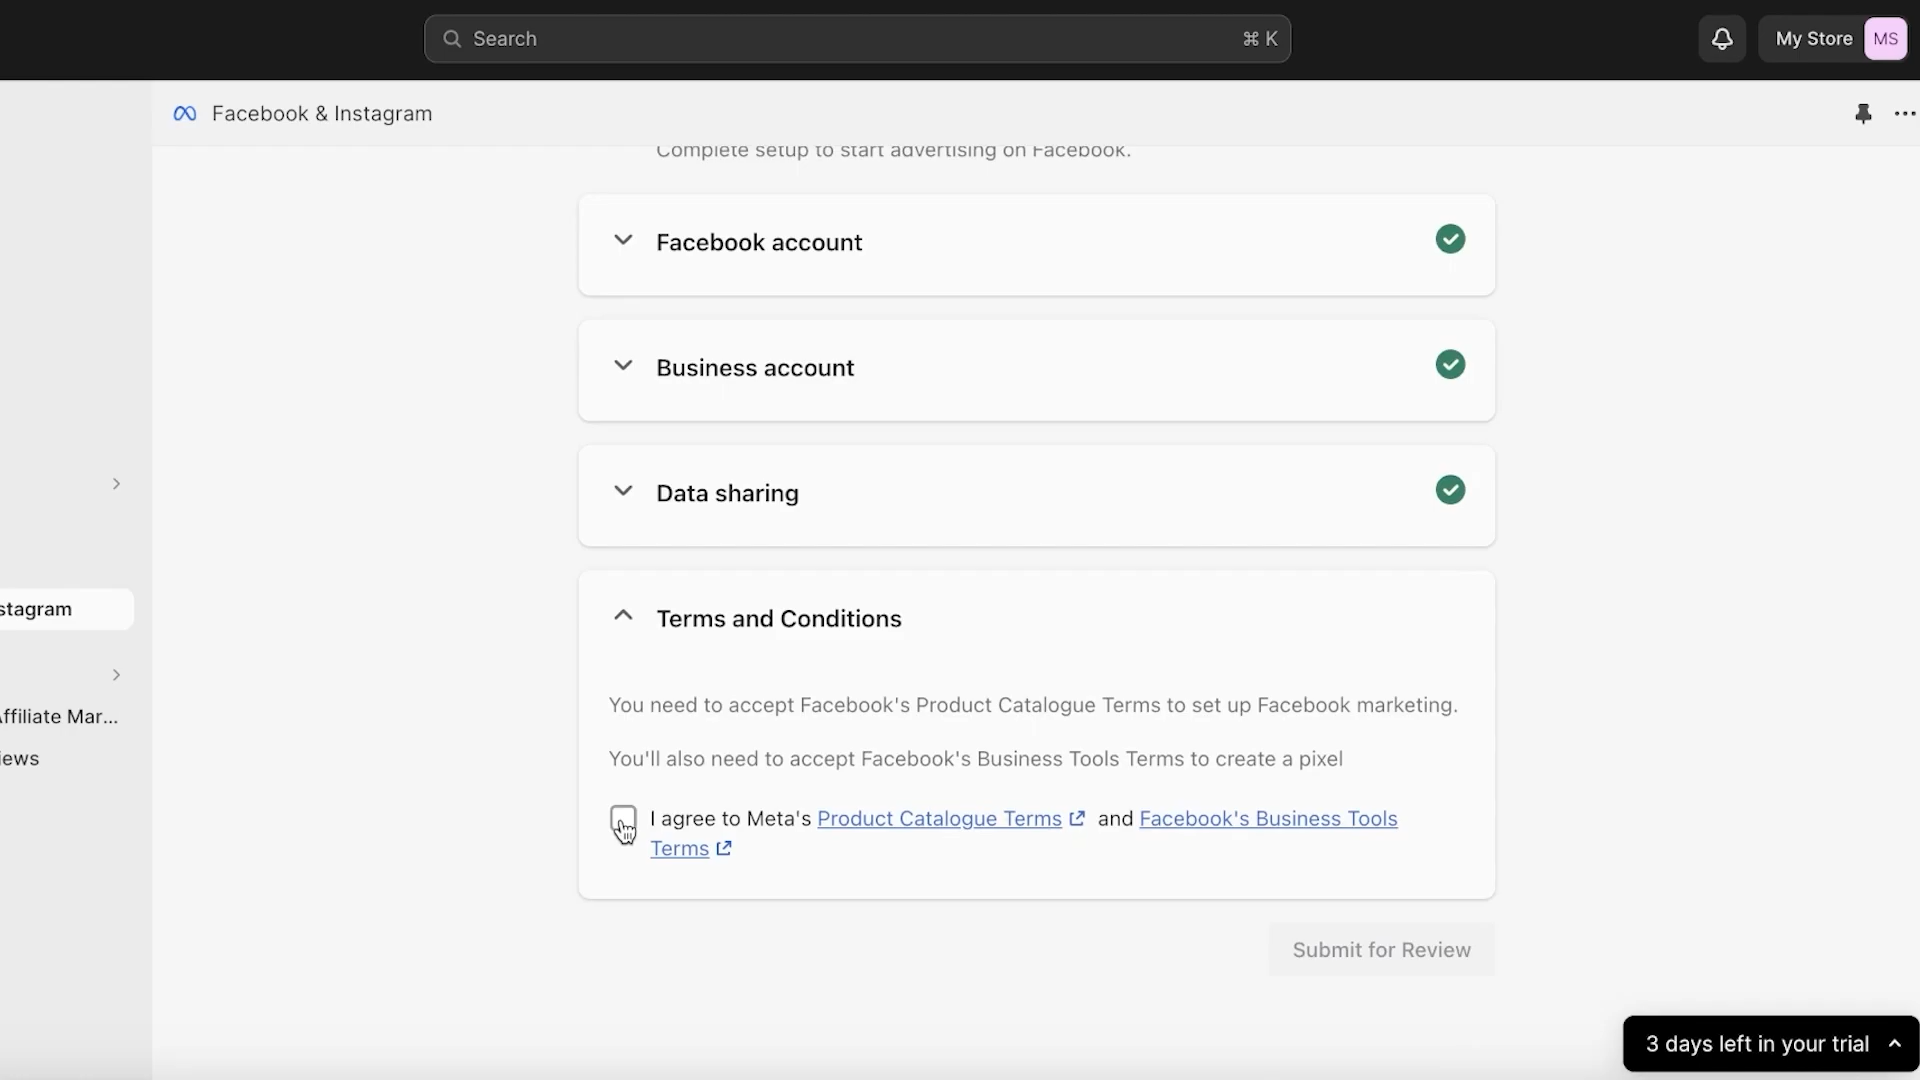 Search ⌘ K
My Store MS
Facebook & Instagram
Complete setup to start advertising on Facebook.
Facebook account
Business account
Data sharing
stagram
Terms and Conditions
You need to accept Facebook's Product Catalogue Terms to set up Facebook marketing.
ffiliate Mar...
iews
You'll also need to accept Facebook's Business Tools Terms to create a pixel
I agree to Meta's Product Catalogue Terms and Facebook's Business Tools
Terms
Submit for Review
3 days left in your trial